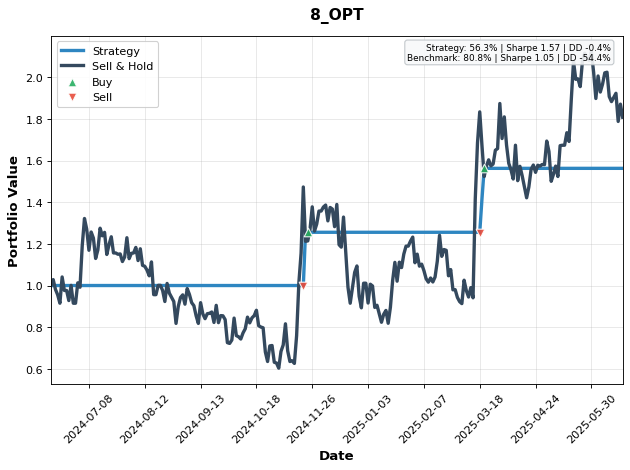 8_OPT
Strategy: 56.3% | Sharpe 1.57 | DD -0.4%
Benchmark: 80.8% | Sharpe 1.05 | DD -54.4%
Strategy
Sell & Hold
Buy
Sell
Portfolio Value
2.0
1.8
1.6
1.4
1.2
1.0
0.8
0.6
2024-07-08
2024-08-12
2024-09-13
2024-10-18
2024-11-26
2025-01-03
2025-02-07
2025-03-18
2025-04-24
2025-05-30
Date